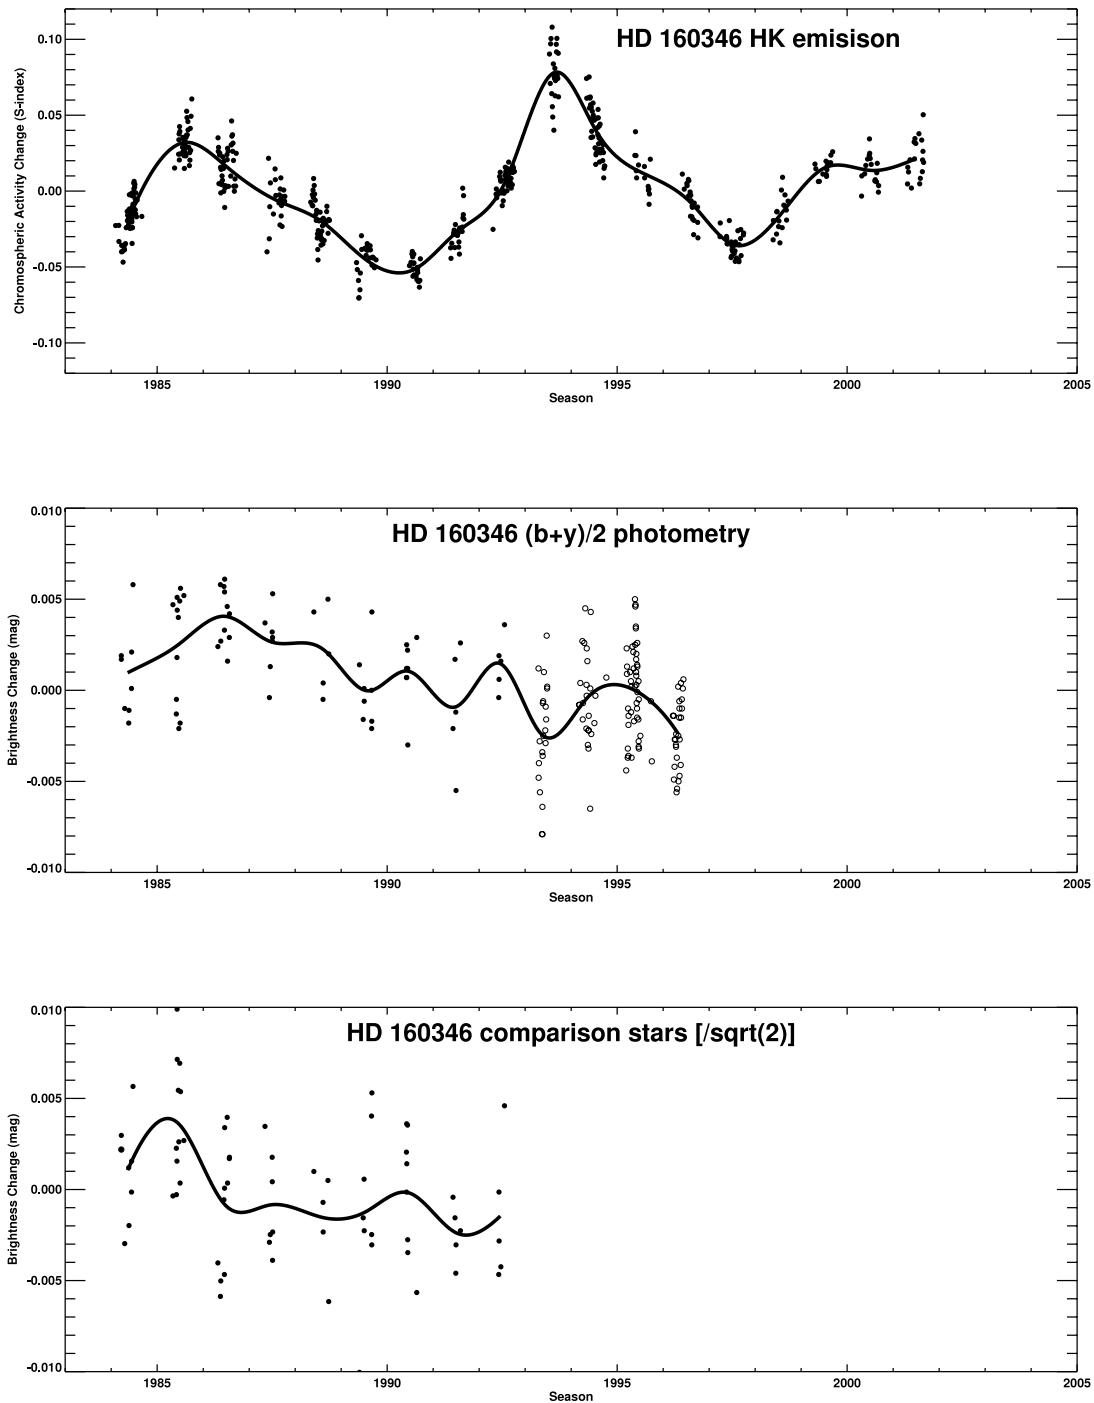 HD 160346 HK emisison
Chromospheric Activity Change (S-index)
0.10
0.05
0.00
-0.05
-0.10
1985 1990 1995 2000 2005
Season
HD 160346 (b+y)/2 photometry
Brightness Change (mag)
0.010
0.005
0.000
-0.005
-0.010
1985 1990 1995 2000 2005
Season
HD 160346 comparison stars [/sqrt(2)]
Brightness Change (mag)
0.010
0.005
0.000
-0.005
-0.010
1985 1990 1995 2000 2005
Season